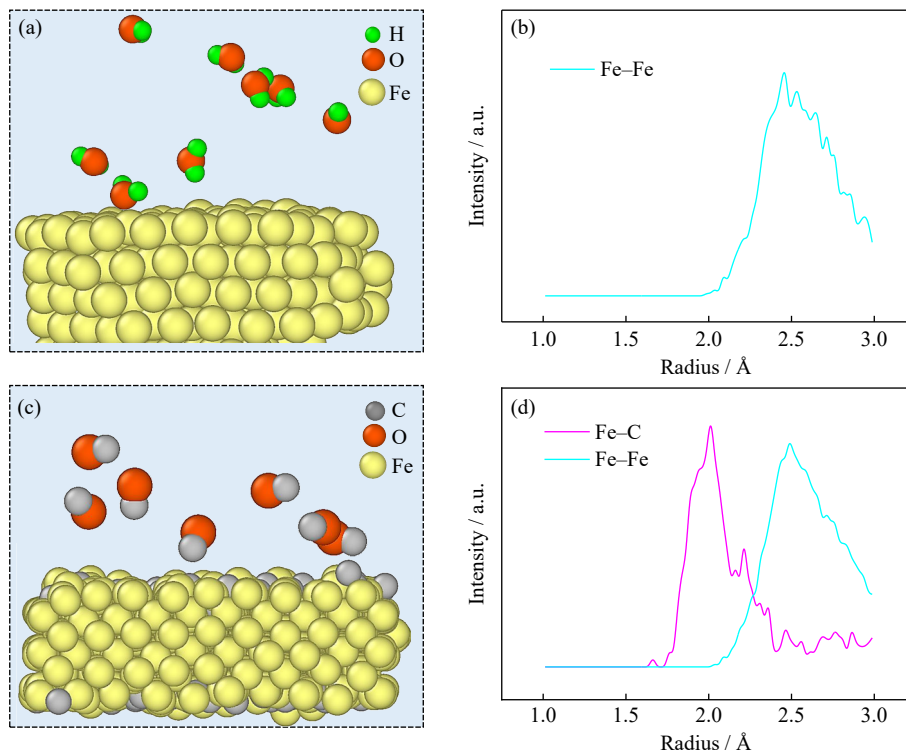 (a)
H
O
Fe
(b)
Fe–Fe
Intensity / a.u.
1.0 1.5 2.0 2.5 3.0
Radius / Å
(c)
C
O
Fe
(d)
Fe–C
Fe–Fe
Intensity / a.u.
1.0 1.5 2.0 2.5 3.0
Radius / Å